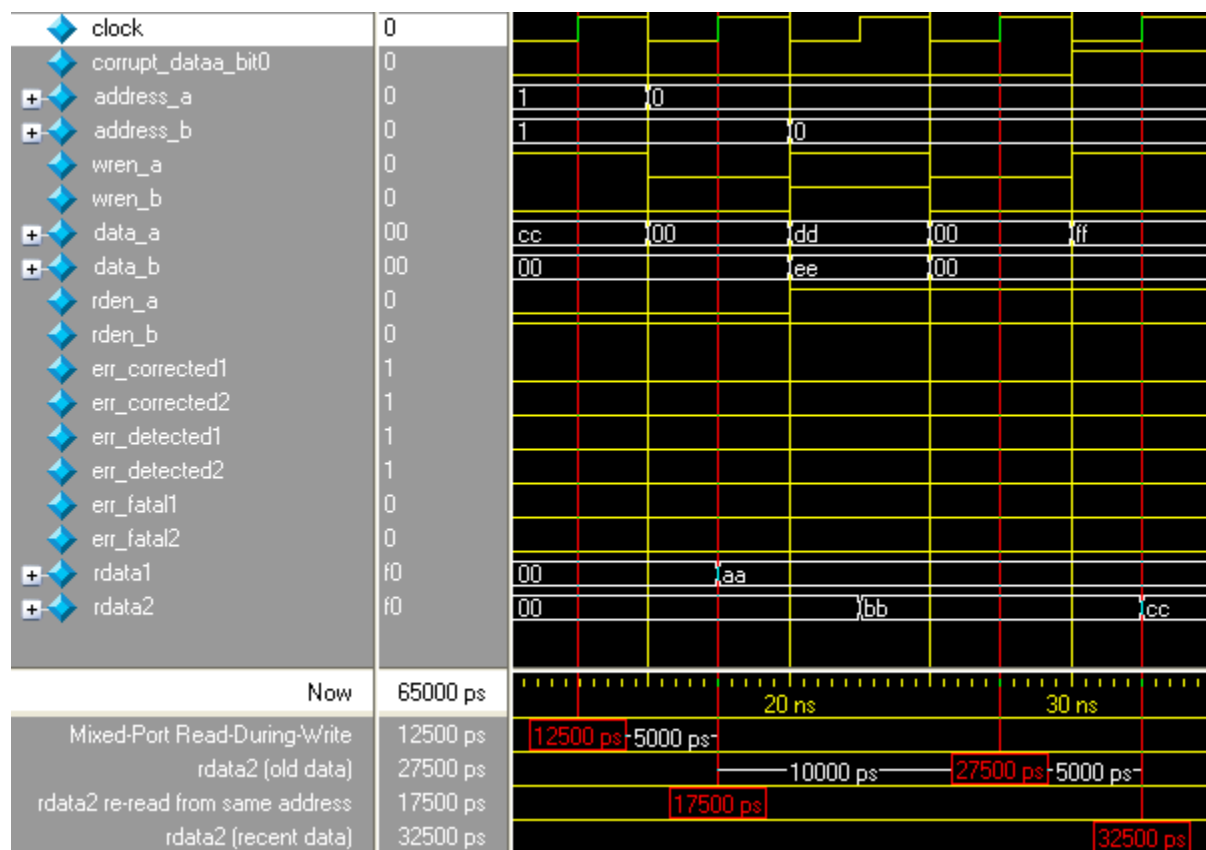 clock 0
corrupt_dataa_bit0 0
address_a 0 1 0
address_b 0 1 0
wren_a 0
wren_b 0
data_a 00 cc 00 dd 00 ff
data_b 00 00 ee 00
rden_a 0
rden_b 0
err_corrected1 1
err_corrected2 1
err_detected1 1
err_detected2 1
err_fatal1 0
err_fatal2 0
rdata1 f0 00 aa
rdata2 f0 00 bb cc
Now 65000 ps 20 ns 30 ns
Mixed-Port Read-During-Write 12500 ps 12500 ps 5000 ps
rdata2 (old data) 27500 ps 10000 ps 27500 ps 5000 ps
rdata2 re-read from same address 17500 ps 17500 ps
rdata2 (recent data) 32500 ps 32500 ps